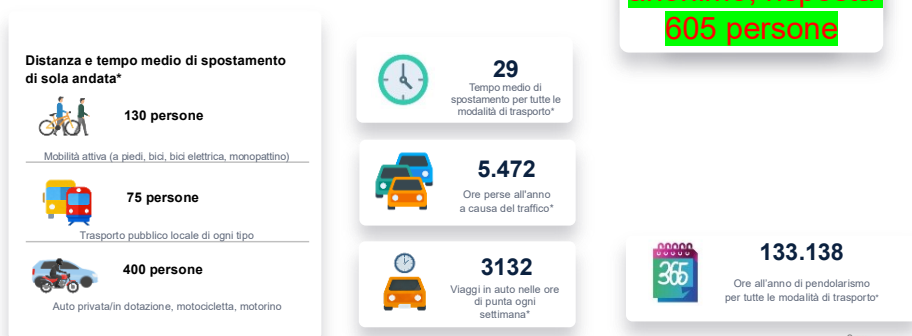 605 persone
Distanza e tempo medio di spostamento
di sola andata*
130 persone
Mobilità attiva (a piedi, bici, bici elettrica, monopattino)
75 persone
Trasporto pubblico locale di ogni tipo
400 persone
Auto privata/in dotazione, motocicletta, motorino
29
Tempo medio di
spostamento per tutte le
modalità di trasporto*
5.472
Ore perse all'anno
a causa del traffico*
3132
Viaggi in auto nelle ore
di punta ogni
settimana*
365
133.138
Ore all'anno di pendolarismo
per tutte le modalità di trasporto*